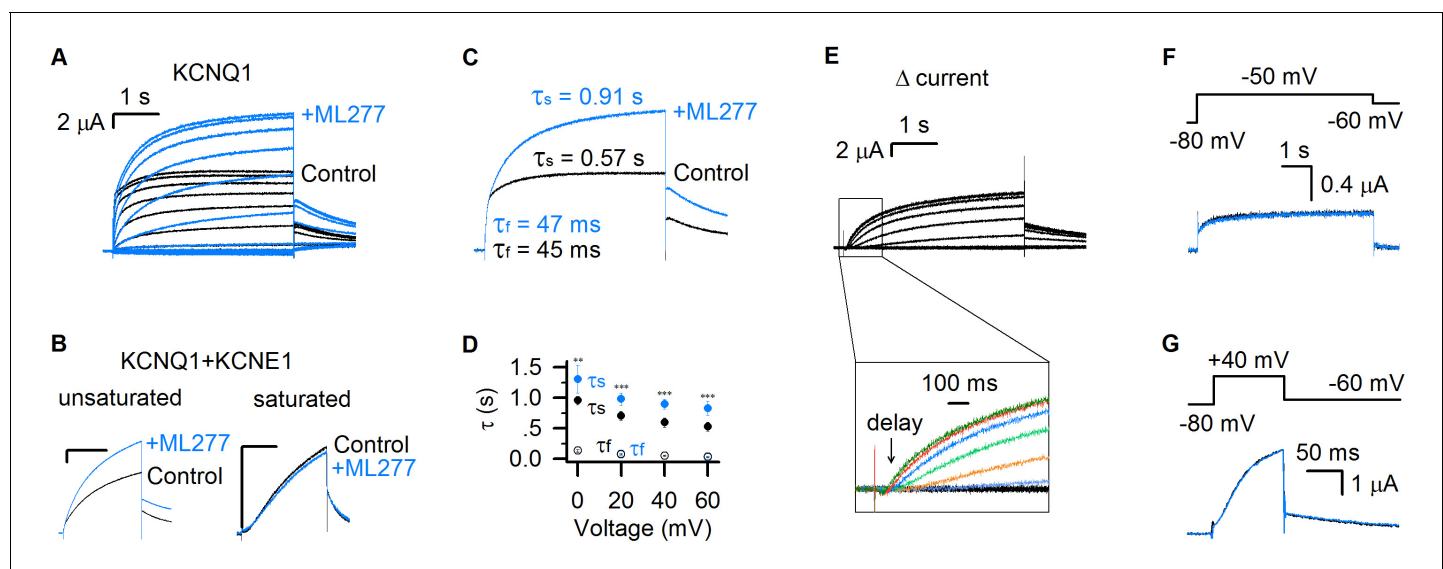 A
KCNQ1
1 s
2 μA
+ML277
Control
B
KCNQ1+KCNE1
unsaturated
saturated
+ML277
Control
Control
+ML277
C
τs = 0.91 s
+ML277
τs = 0.57 s
Control
τf = 47 ms
τf = 45 ms
D
τ (s)
1.5
1.0
.5
0.0
**
***
***
***
τs
τs
τf
τf
0
20
40
60
Voltage (mV)
E
Δ current
1 s
2 μA
100 ms
delay
F
-50 mV
-80 mV
-60 mV
1 s
0.4 μA
G
+40 mV
-60 mV
-80 mV
50 ms
1 μA